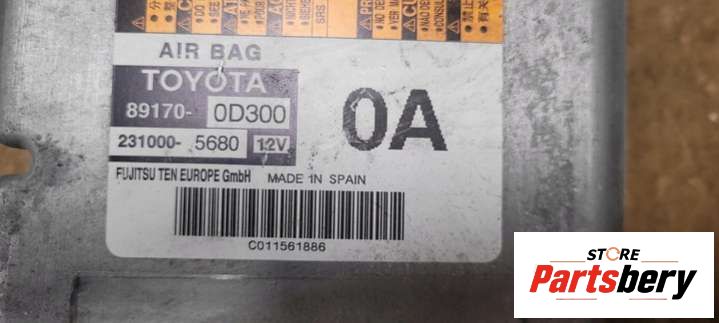 SRS
AIR BAG
TOYOTA
89170- 0D300
0A
231000- 5680 12V
FUJITSU TEN EUROPE GmbH MADE IN SPAIN
C011561886
STORE
Partsbery